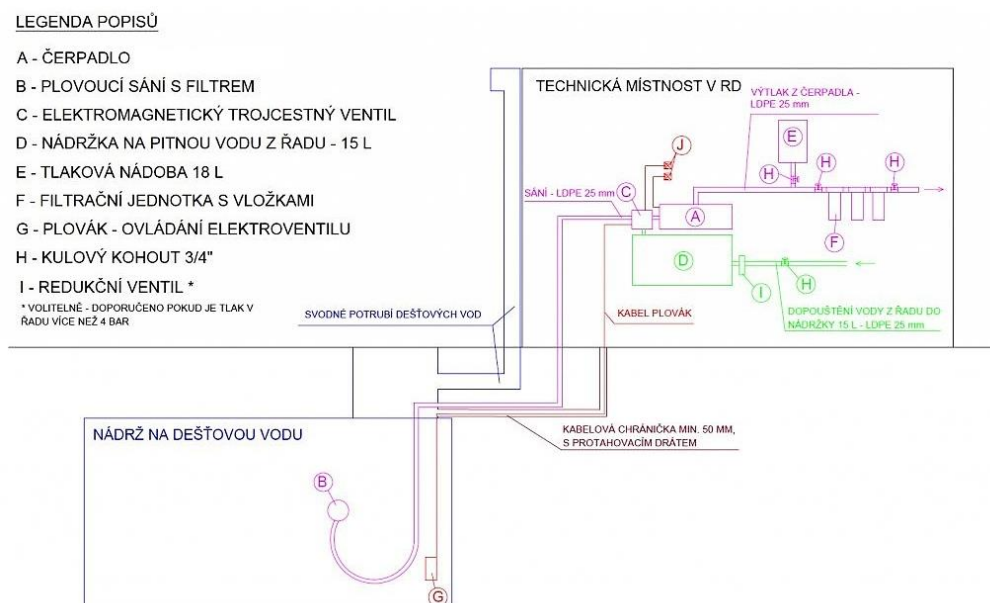 LEGENDA POPISŮ
A - ČERPADLO
B - PLOVOUCÍ SÁNÍ S FILTREM
C - ELEKTROMAGNETICKÝ TROJCESTNÝ VENTIL
D - NÁDRŽKA NA PITNOU VODU Z ŘADU - 15 L
E - TLAKOVÁ NÁDOBA 18 L
F - FILTRAČNÍ JEDNOTKA S VLOŽKAMI
G - PLOVÁK - OVLÁDÁNÍ ELEKTROVENTILU
H - KULOVÝ KOHOUT 3/4"
I - REDUKČNÍ VENTIL *
* VOLITELNĚ - DOPORUČENO POKUD JE TLAK V
ŘADU VÍCE NEŽ 4 BAR
TECHNICKÁ MÍSTNOST V RD
VÝTLAK Z ČERPADLA -
LDPE 25 mm
E
H
H
H
J
SÁNÍ - LDPE 25 mm
C
A
F
D
I
H
DOPOUŠTĚNÍ VODY Z ŘADU DO
NÁDRŽKY 15 L - LDPE 25 mm
KABEL PLOVÁK
SVODNÉ POTRUBÍ DEŠŤOVÝCH VOD
KABELOVÁ CHRÁNIČKA MIN. 50 MM,
S PROTAHOVACÍM DRÁTEM
NÁDRŽ NA DEŠŤOVOU VODU
B
G